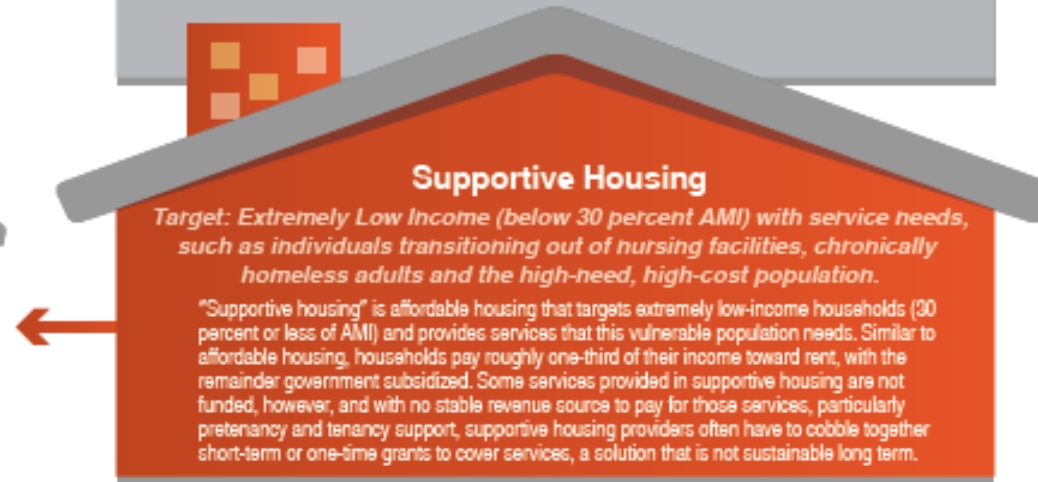 Supportive Housing
Target: Extremely Low Income (below 30 percent AMI) with service needs,
such as individuals transitioning out of nursing facilities, chronically
homeless adults and the high-need, high-cost population.
“Supportive housing” is affordable housing that targets extremely low-income households (30
percent or less of AMI) and provides services that this vulnerable population needs. Similar to
affordable housing, households pay roughly one-third of their income toward rent, with the
remainder government subsidized. Some services provided in supportive housing are not
funded, however, and with no stable revenue source to pay for those services, particularly
pretenancy and tenancy support, supportive housing providers often have to cobble together
short-term or one-time grants to cover services, a solution that is not sustainable long term.